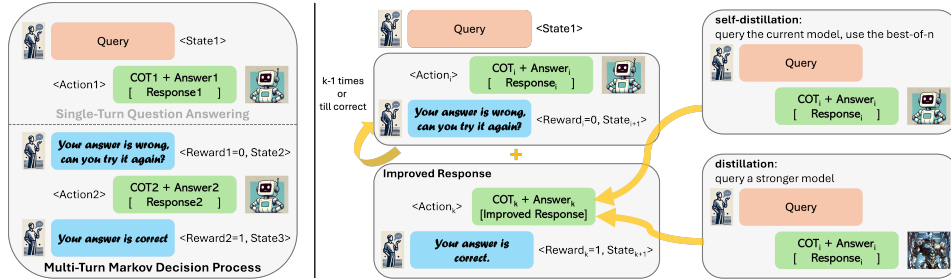 Query
<State1>
<Action1>
COT1 + Answer1
[ Response1 ]
Single-Turn Question Answering
Your answer is wrong,
can you try it again?
<Reward1=0, State2>
<Action2>
COT2 + Answer2
[ Response2 ]
Your answer is correct
<Reward2=1, State3>
Multi-Turn Markov Decision Process
Query
<State1>
k-1 times
or
till correct
<Actioni>
COTi + Answeri
[ Responsei ]
Your answer is wrong,
can you try it again?
<Rewardi=0, Statei+1>
+
Improved Response
<Actionk>
COTk + Answerk
[Improved Response]
Your answer is
correct.
<Rewardk=1, Statek+1>
self-distillation:
query the current model, use the best-of-n
Query
COTi + Answeri
[ Responsei ]
distillation:
query a stronger model
Query
COTi + Answeri
[ Responsei ]